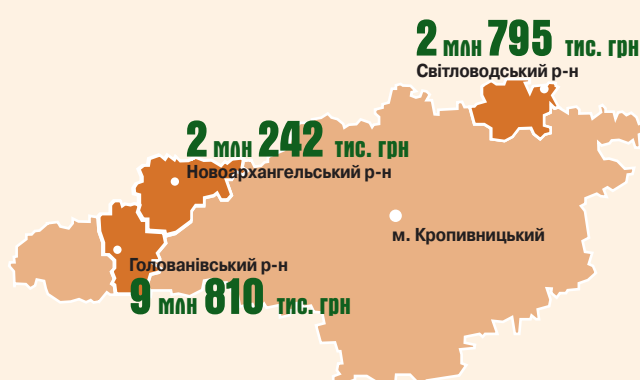 2 млн 795 тис. грн
Світловодський р-н
2 млн 242 тис. грн
Новоархангельський р-н
м. Кропивницький
Голованівський р-н
9 млн 810 тис. грн